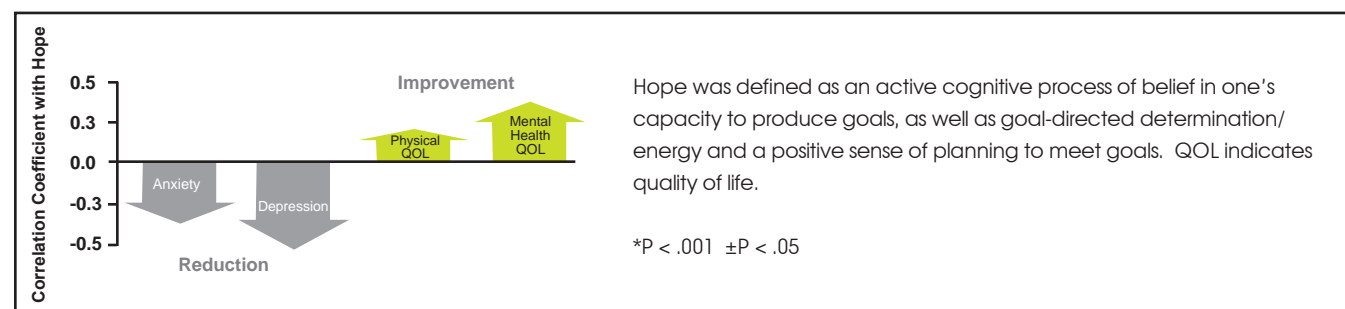 Correlation Coefficient with Hope
0.5
0.3
0.0
-0.3
-0.5
Improvement
Anxiety
Depression
Physical
QOL
Mental
Health
QOL
Reduction
Hope was defined as an active cognitive process of belief in one’s
capacity to produce goals, as well as goal-directed determination/
energy and a positive sense of planning to meet goals.  QOL indicates
quality of life.
*P < .001  ±P < .05